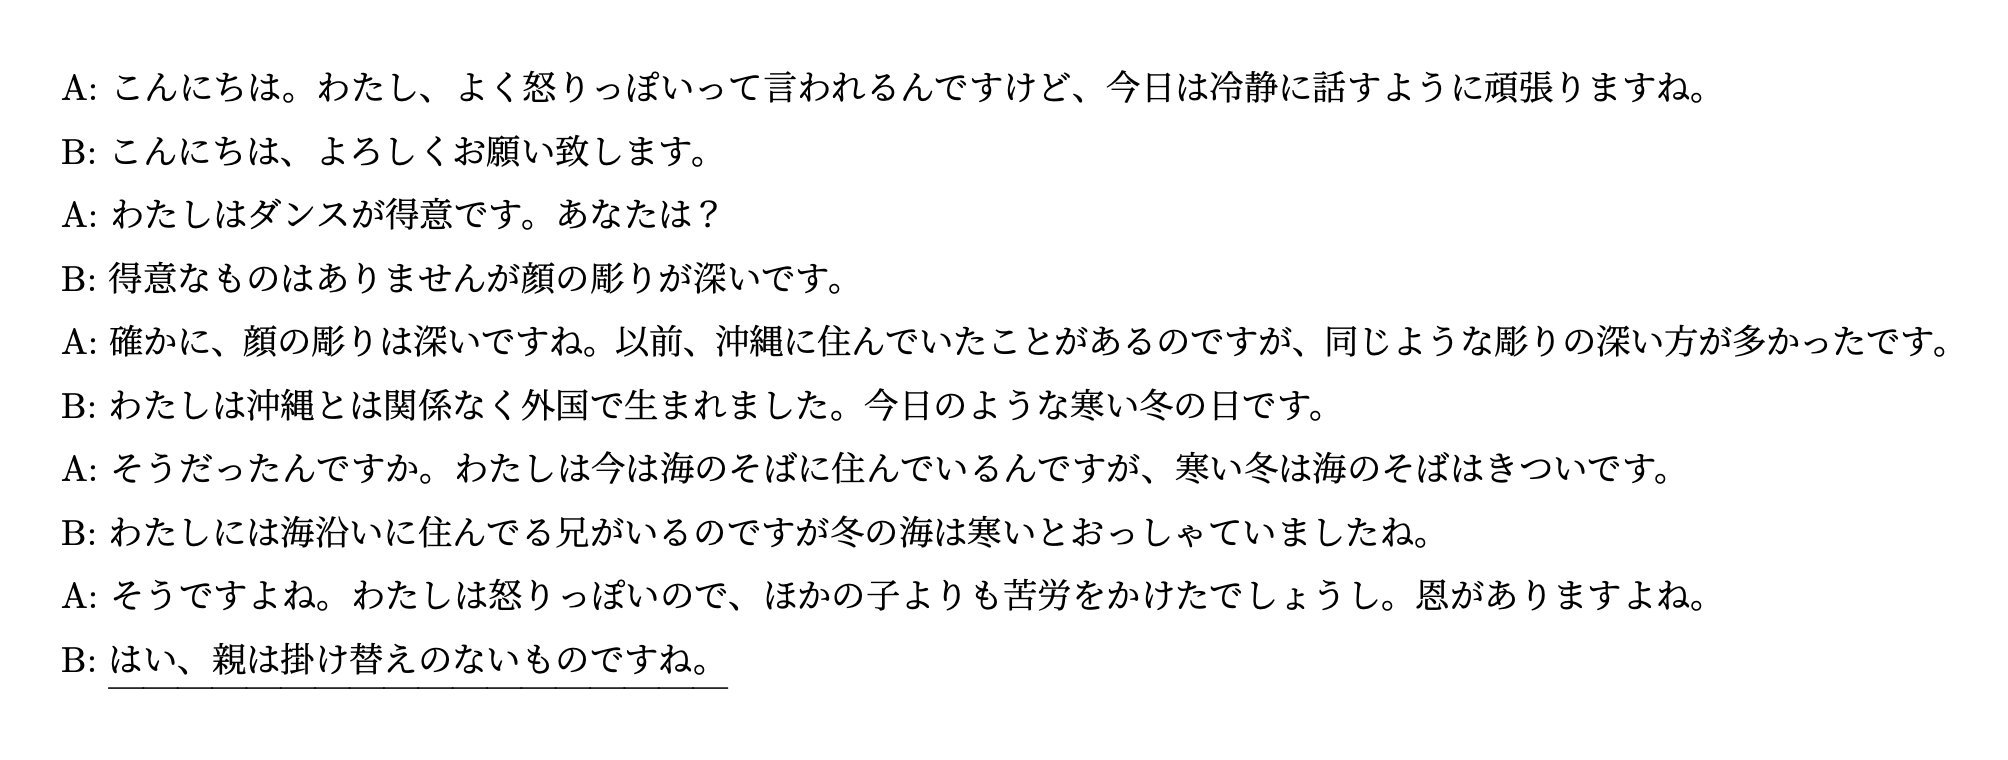 A: こんにちは。わたし、よく怒りっぽいって言われるんですけど、今日は冷静に話すように頑張りますね。
B: こんにちは、よろしくお願い致します。
A: わたしはダンスが得意です。あなたは？
B: 得意なものはありませんが顔の彫りが深いです。
A: 確かに、顔の彫りは深いですね。以前、沖縄に住んでいたことがあるのですが、同じような彫りの深い方が多かったです。
B: わたしは沖縄とは関係なく外国で生まれました。今日のような寒い冬の日です。
A: そうだったんですか。わたしは今は海のそばに住んでいるんですが、寒い冬は海のそばはきついです。
B: わたしには海沿いに住んでる兄がいるのですが冬の海は寒いとおっしゃていましたね。
A: そうですよね。わたしは怒りっぽいので、ほかの子よりも苦労をかけたでしょうし。恩がありますよね。
B: はい、親は掛け替えのないものですね。